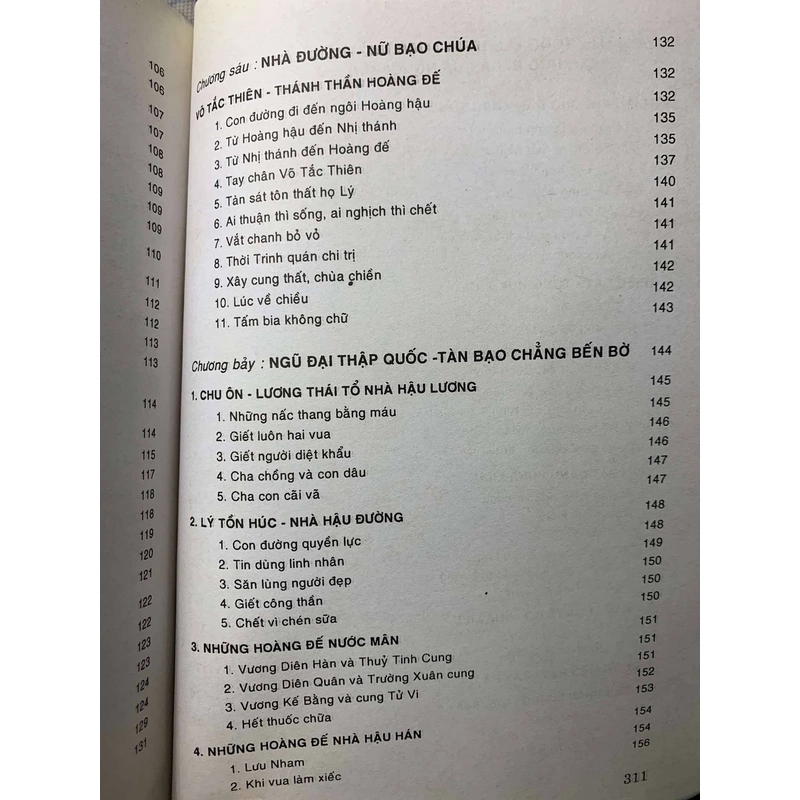 106
106
107
107
108
108
109
109
109
110
111
112
112
113
113
114
114
115
117
118
118
119
120
121
122
122
123
123
124
124
129
131
Chương sáu : NHÀ ĐƯỜNG - NỮ BẠO CHÚA 132
VÕ TẮC THIÊN - THÁNH THẦN HOÀNG ĐẾ 132
1. Con đường đi đến ngôi Hoàng hậu 132
2. Từ Hoàng hậu đến Nhị thánh 135
3. Từ Nhị thánh đến Hoàng đế 135
4. Tay chân Võ Tắc Thiên 137
5. Tàn sát tôn thất họ Lý 140
6. Ai thuận thì sống, ai nghịch thì chết 141
7. Vắt chanh bỏ vỏ 141
8. Thời Trinh quán chi trị 141
9. Xây cung thất, chùa chiền 142
10. Lúc về chiều 142
11. Tấm bia không chữ 143
Chương bảy : NGŨ ĐẠI THẬP QUỐC -TÀN BẠO CHẲNG BẾN BỜ 144
1. CHU ÔN - LƯƠNG THÁI TỔ NHÀ HẬU LƯƠNG 145
1. Những nấc thang bằng máu 145
2. Giết luôn hai vua 146
3. Giết người diệt khẩu 146
4. Cha chồng và con dâu 147
5. Cha con cãi vã 147
2. LÝ TỒN HÚC - NHÀ HẬU ĐƯỜNG 148
1. Con đường quyền lực 148
2. Tin dùng linh nhân 149
3. Săn lùng người đẹp 150
4. Giết công thần 150
5. Chết vì chén sữa 150
3. NHỮNG HOÀNG ĐẾ NƯỚC MÂN 151
1. Vương Diên Hàn và Thuỷ Tinh Cung 151
2. Vương Diên Quân và Trường Xuân cung 151
3. Vương Kế Bằng và cung Tử Vi 152
4. Hết thuốc chữa 153
4. NHỮNG HOÀNG ĐẾ NHÀ HẬU HÁN 154
1. Lưu Nham 154
2. Khi vua làm xiếc 156
311